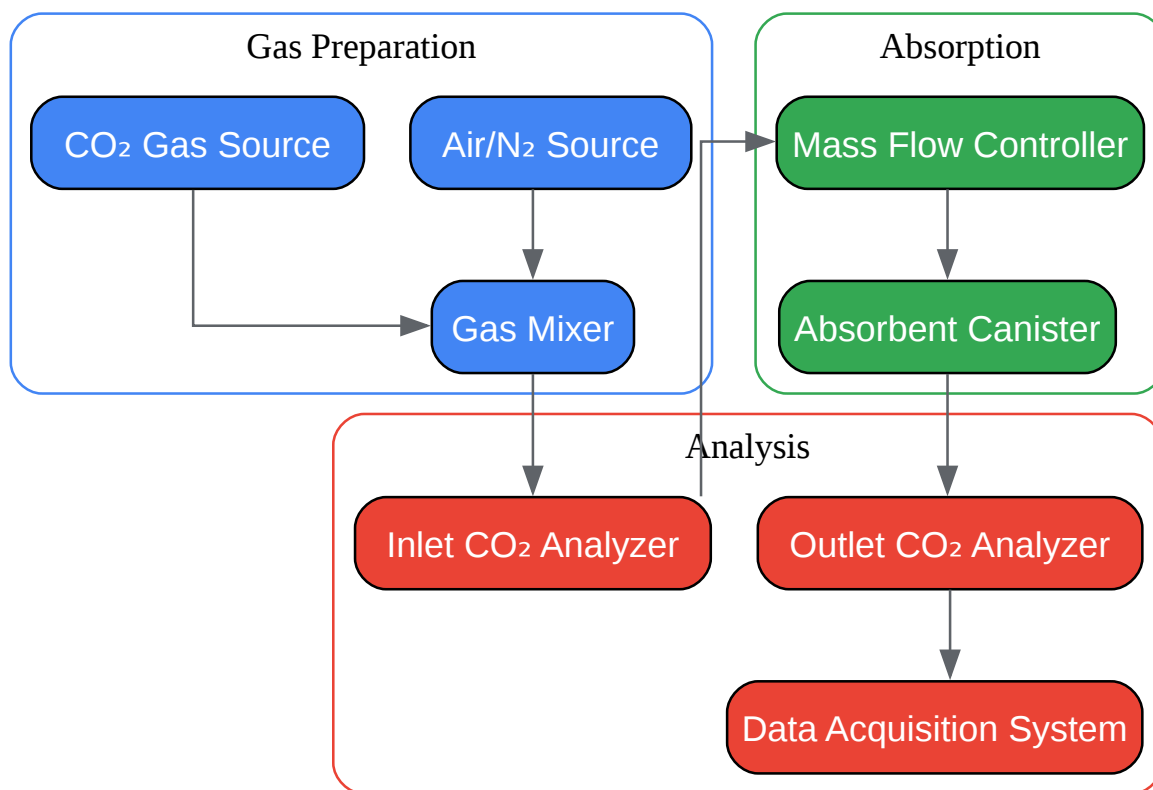 Gas Preparation
Absorption
CO₂ Gas Source
Air/N₂ Source
Mass Flow Controller
Gas Mixer
Absorbent Canister
Analysis
Inlet CO₂ Analyzer
Outlet CO₂ Analyzer
Data Acquisition System